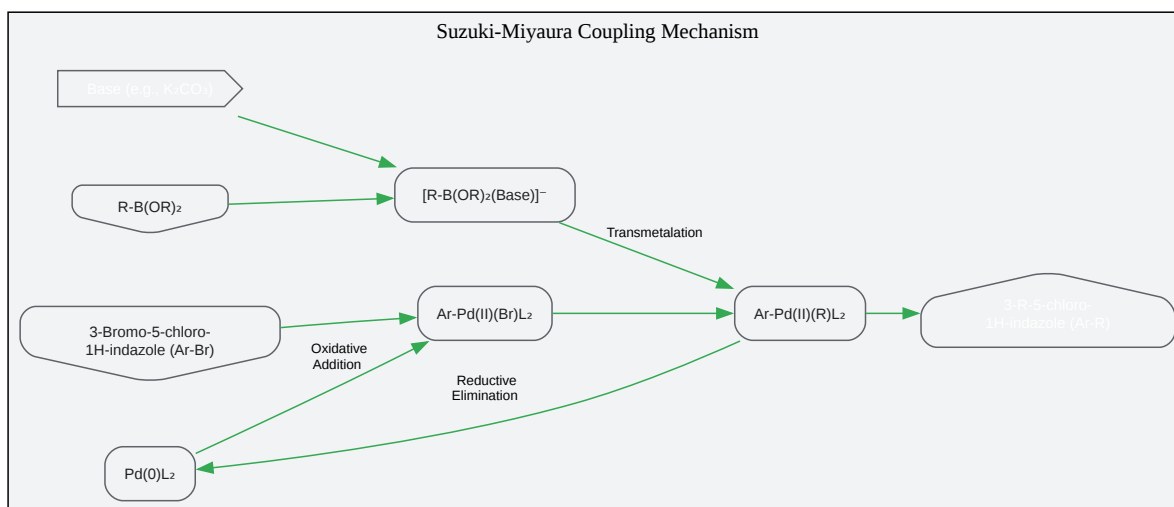 Suzuki-Miyaura Coupling Mechanism
Base (e.g., K₂CO₃)
R-B(OR)₂
[R-B(OR)₂(Base)]⁻
Transmetalation
3-Bromo-5-chloro-
1H-indazole (Ar-Br)
Ar-Pd(II)(Br)L₂
Ar-Pd(II)(R)L₂
3-R-5-chloro-
1H-indazole (Ar-R)
Oxidative
Addition
Reductive
Elimination
Pd(0)L₂